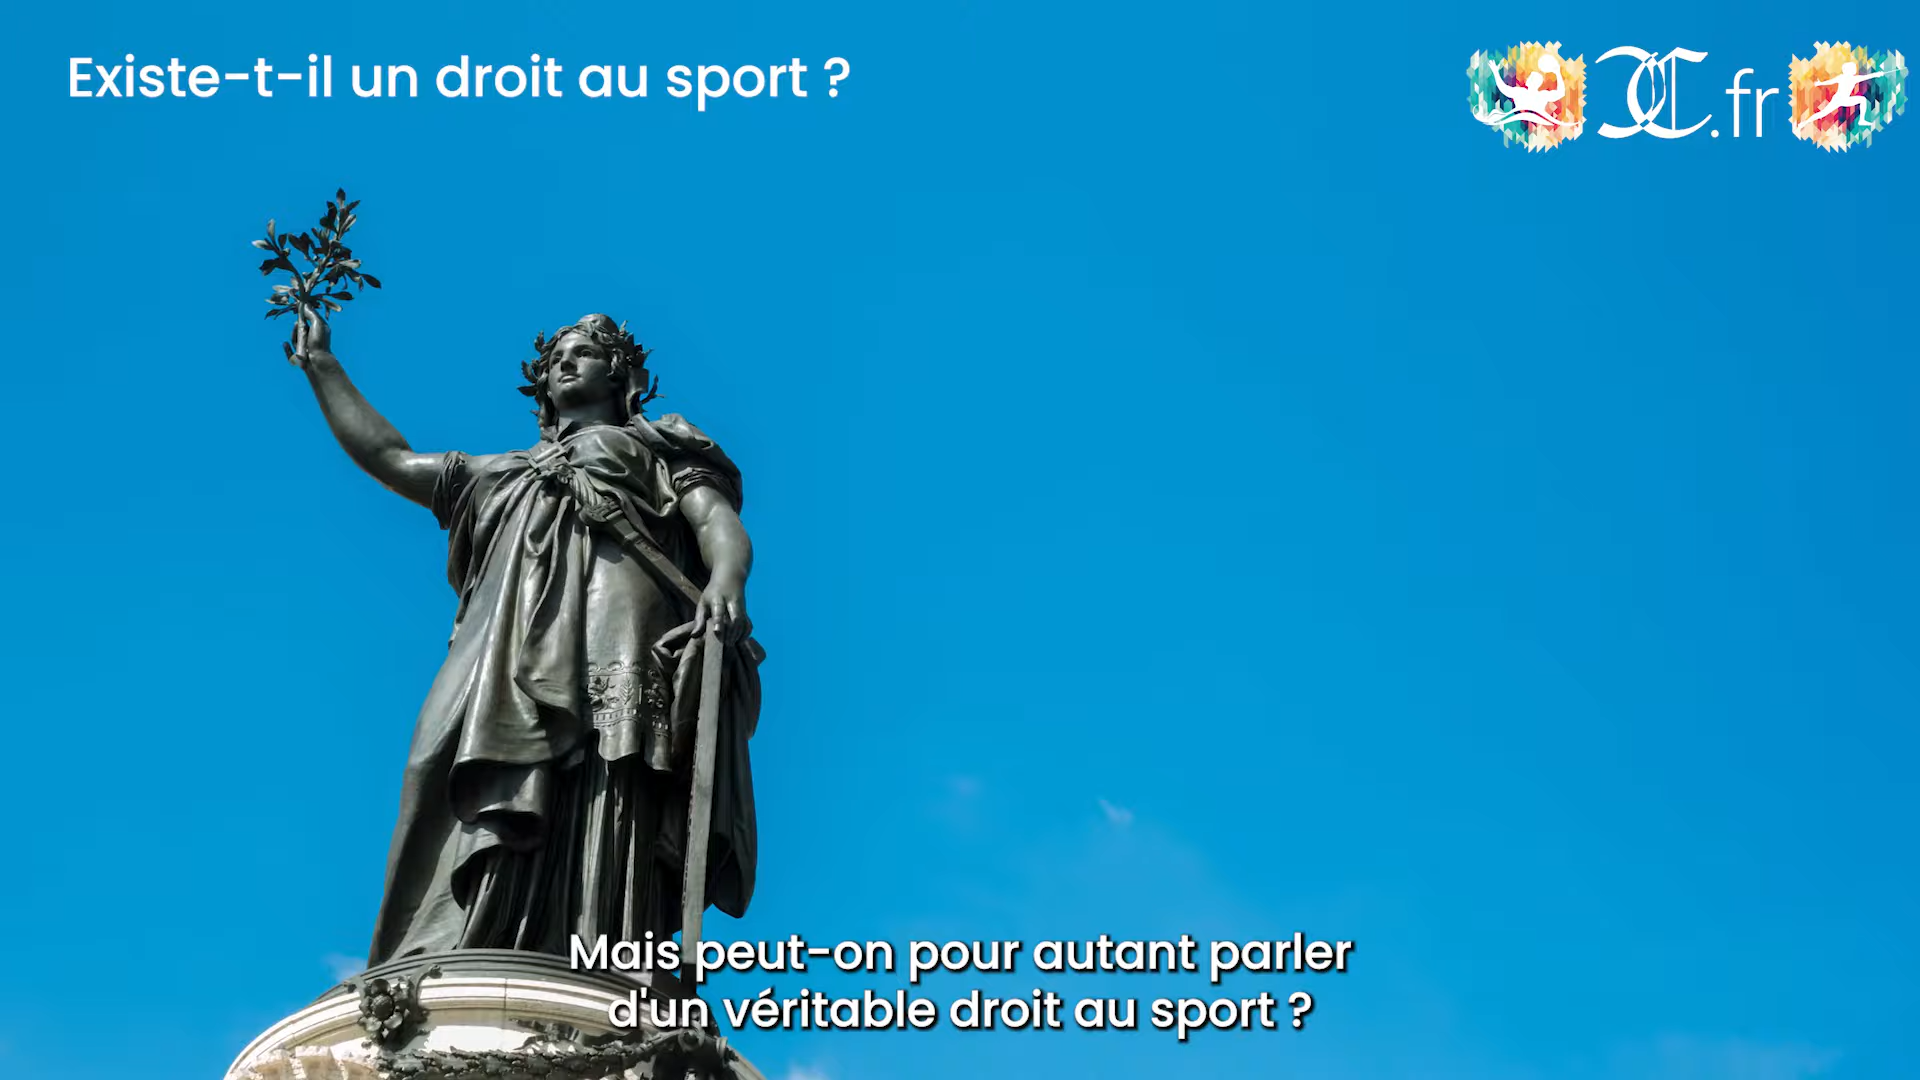 Existe-t-il un droit au sport ?
.fr
Mais peut-on pour autant parler
d'un véritable droit au sport ?